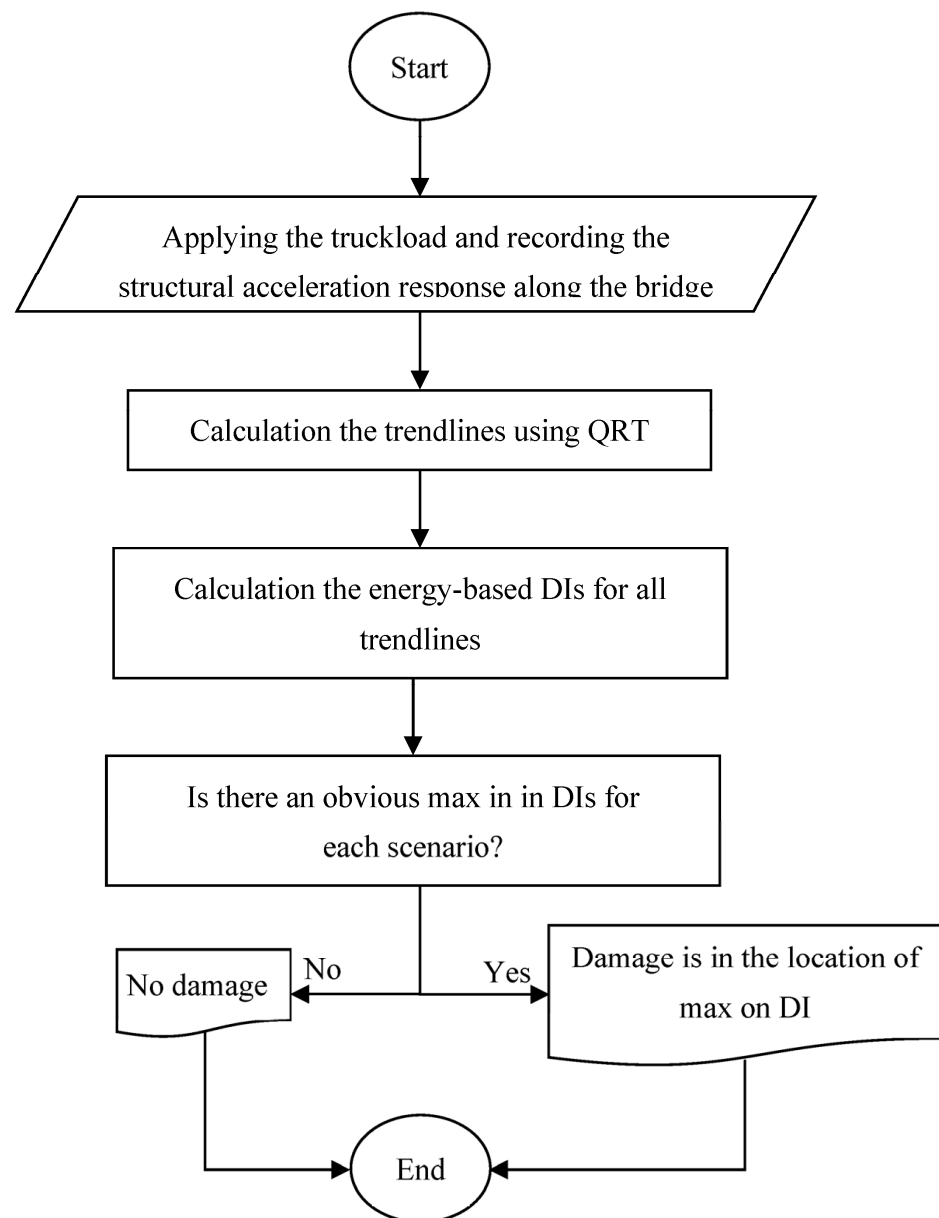 Start
Applying the truckload and recording the
structural acceleration response along the bridge
Calculation the trendlines using QRT
Calculation the energy-based DIs for all
trendlines
Is there an obvious max in in DIs for
each scenario?
No
Yes
No damage
Damage is in the location of
max on DI
End